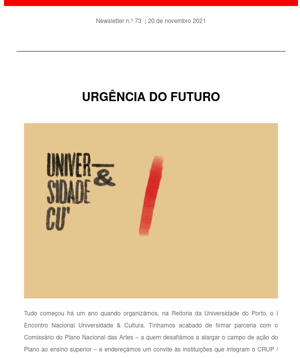 Newsletter n.º 73 ; 20 de novembro 2021
URGÊNCIA DO FUTURO
UNIVER—
SIDADE &
CU'
Tudo começou há um ano quando organizámos, na Reitoria da Universidade do Porto, o I
Encontro Nacional Universidade & Cultura. Tínhamos acabado de firmar parceria com o
Comissário do Plano Nacional das Artes – a quem desafiámos a alargar o campo de ação do
Plano ao ensino superior – e endereçámos um convite às instituições que integram o CRUP /